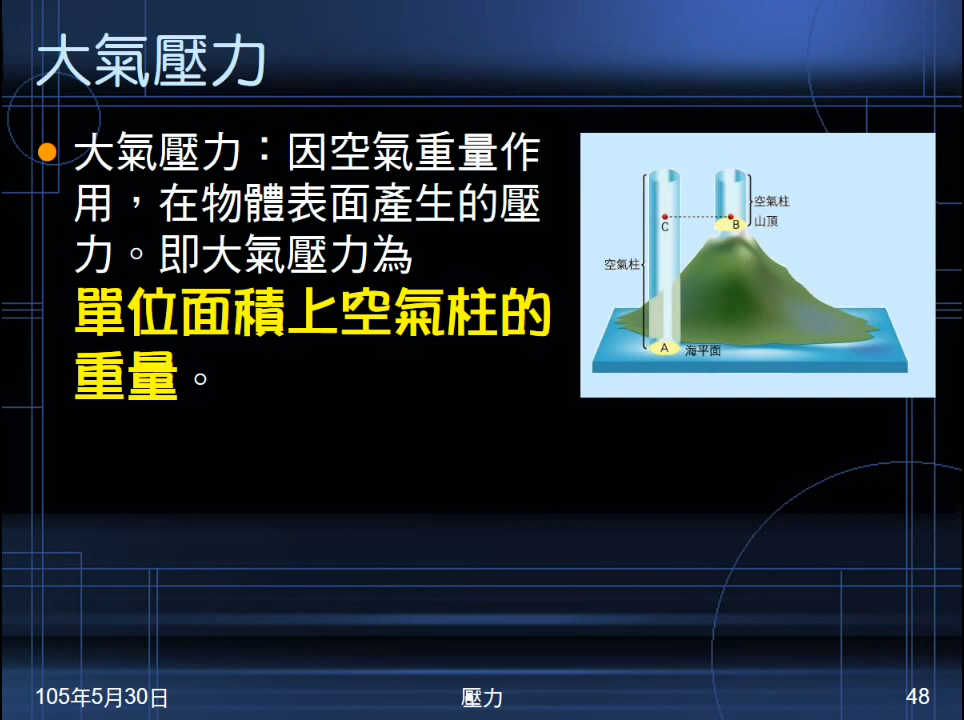 大氣壓力
大氣壓力：因空氣重量作
用，在物體表面產生的壓
力。即大氣壓力為
單位面積上空氣柱的
重量。
空氣柱
山頂
C
B
空氣柱
A
海平面
105年5月30日
壓力
48